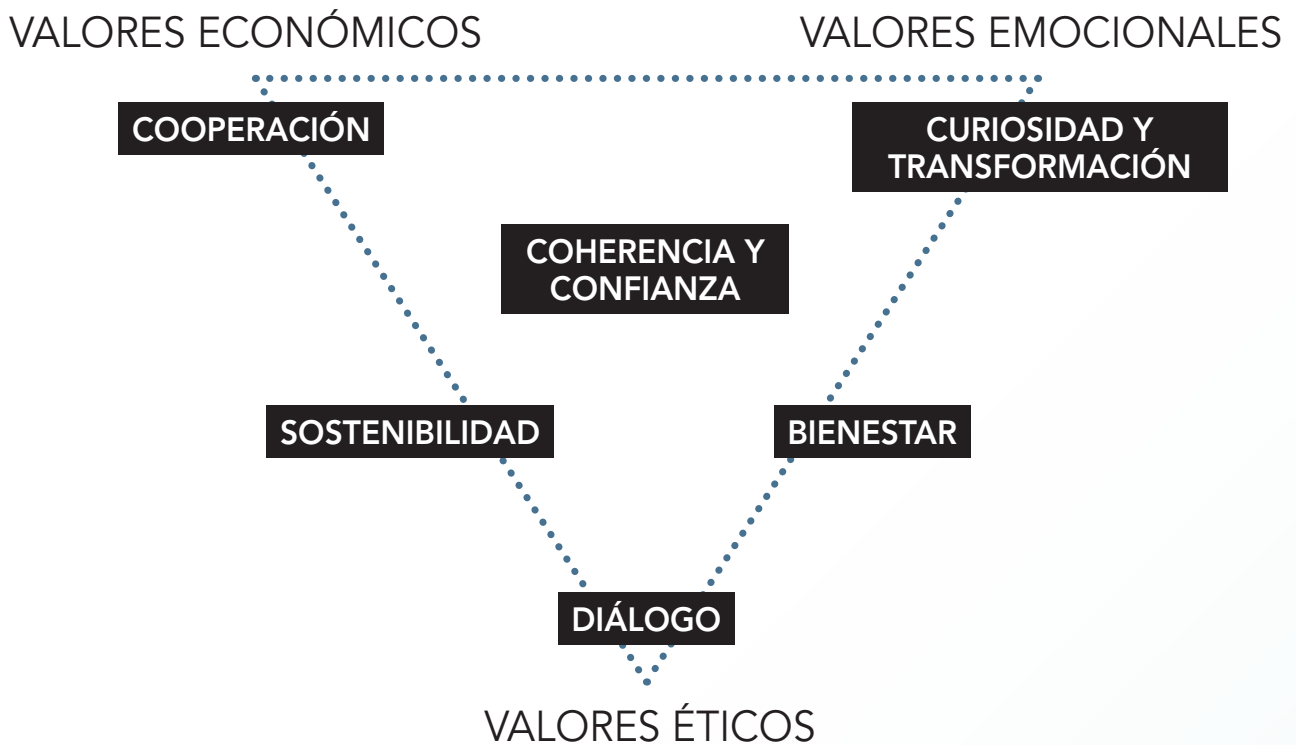 VALORES ECONÓMICOS
VALORES EMOCIONALES
COOPERACIÓN
CURIOSIDAD Y
TRANSFORMACIÓN
COHERENCIA Y
CONFIANZA
SOSTENIBILIDAD
BIENESTAR
DIÁLOGO
VALORES ÉTICOS